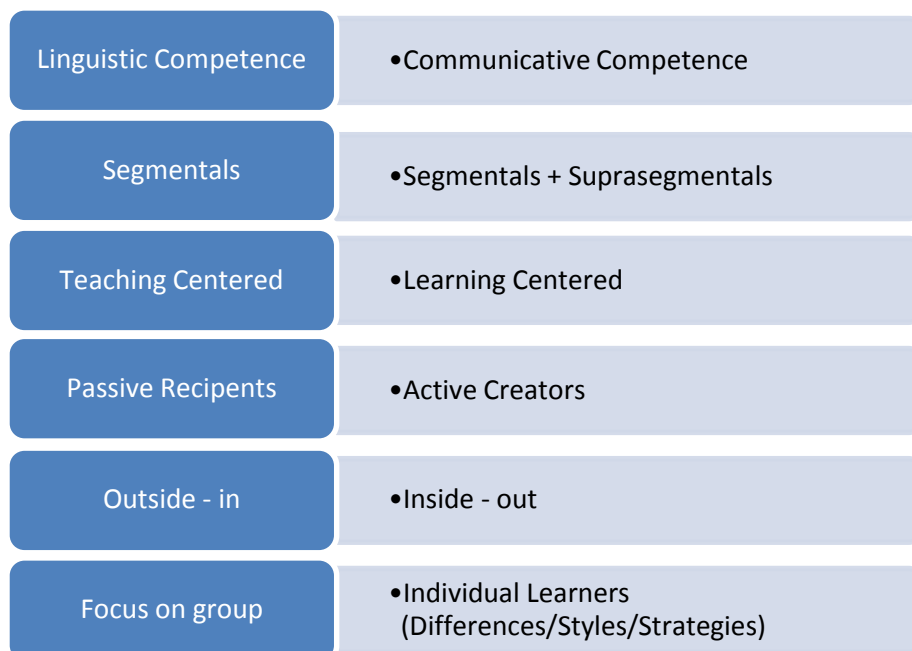 Linguistic Competence
•Communicative Competence
Segmentals
•Segmentals + Suprasegmentals
Teaching Centered
•Learning Centered
Passive Recipents
•Active Creators
Outside - in
•Inside - out
Focus on group
•Individual Learners
(Differences/Styles/Strategies)